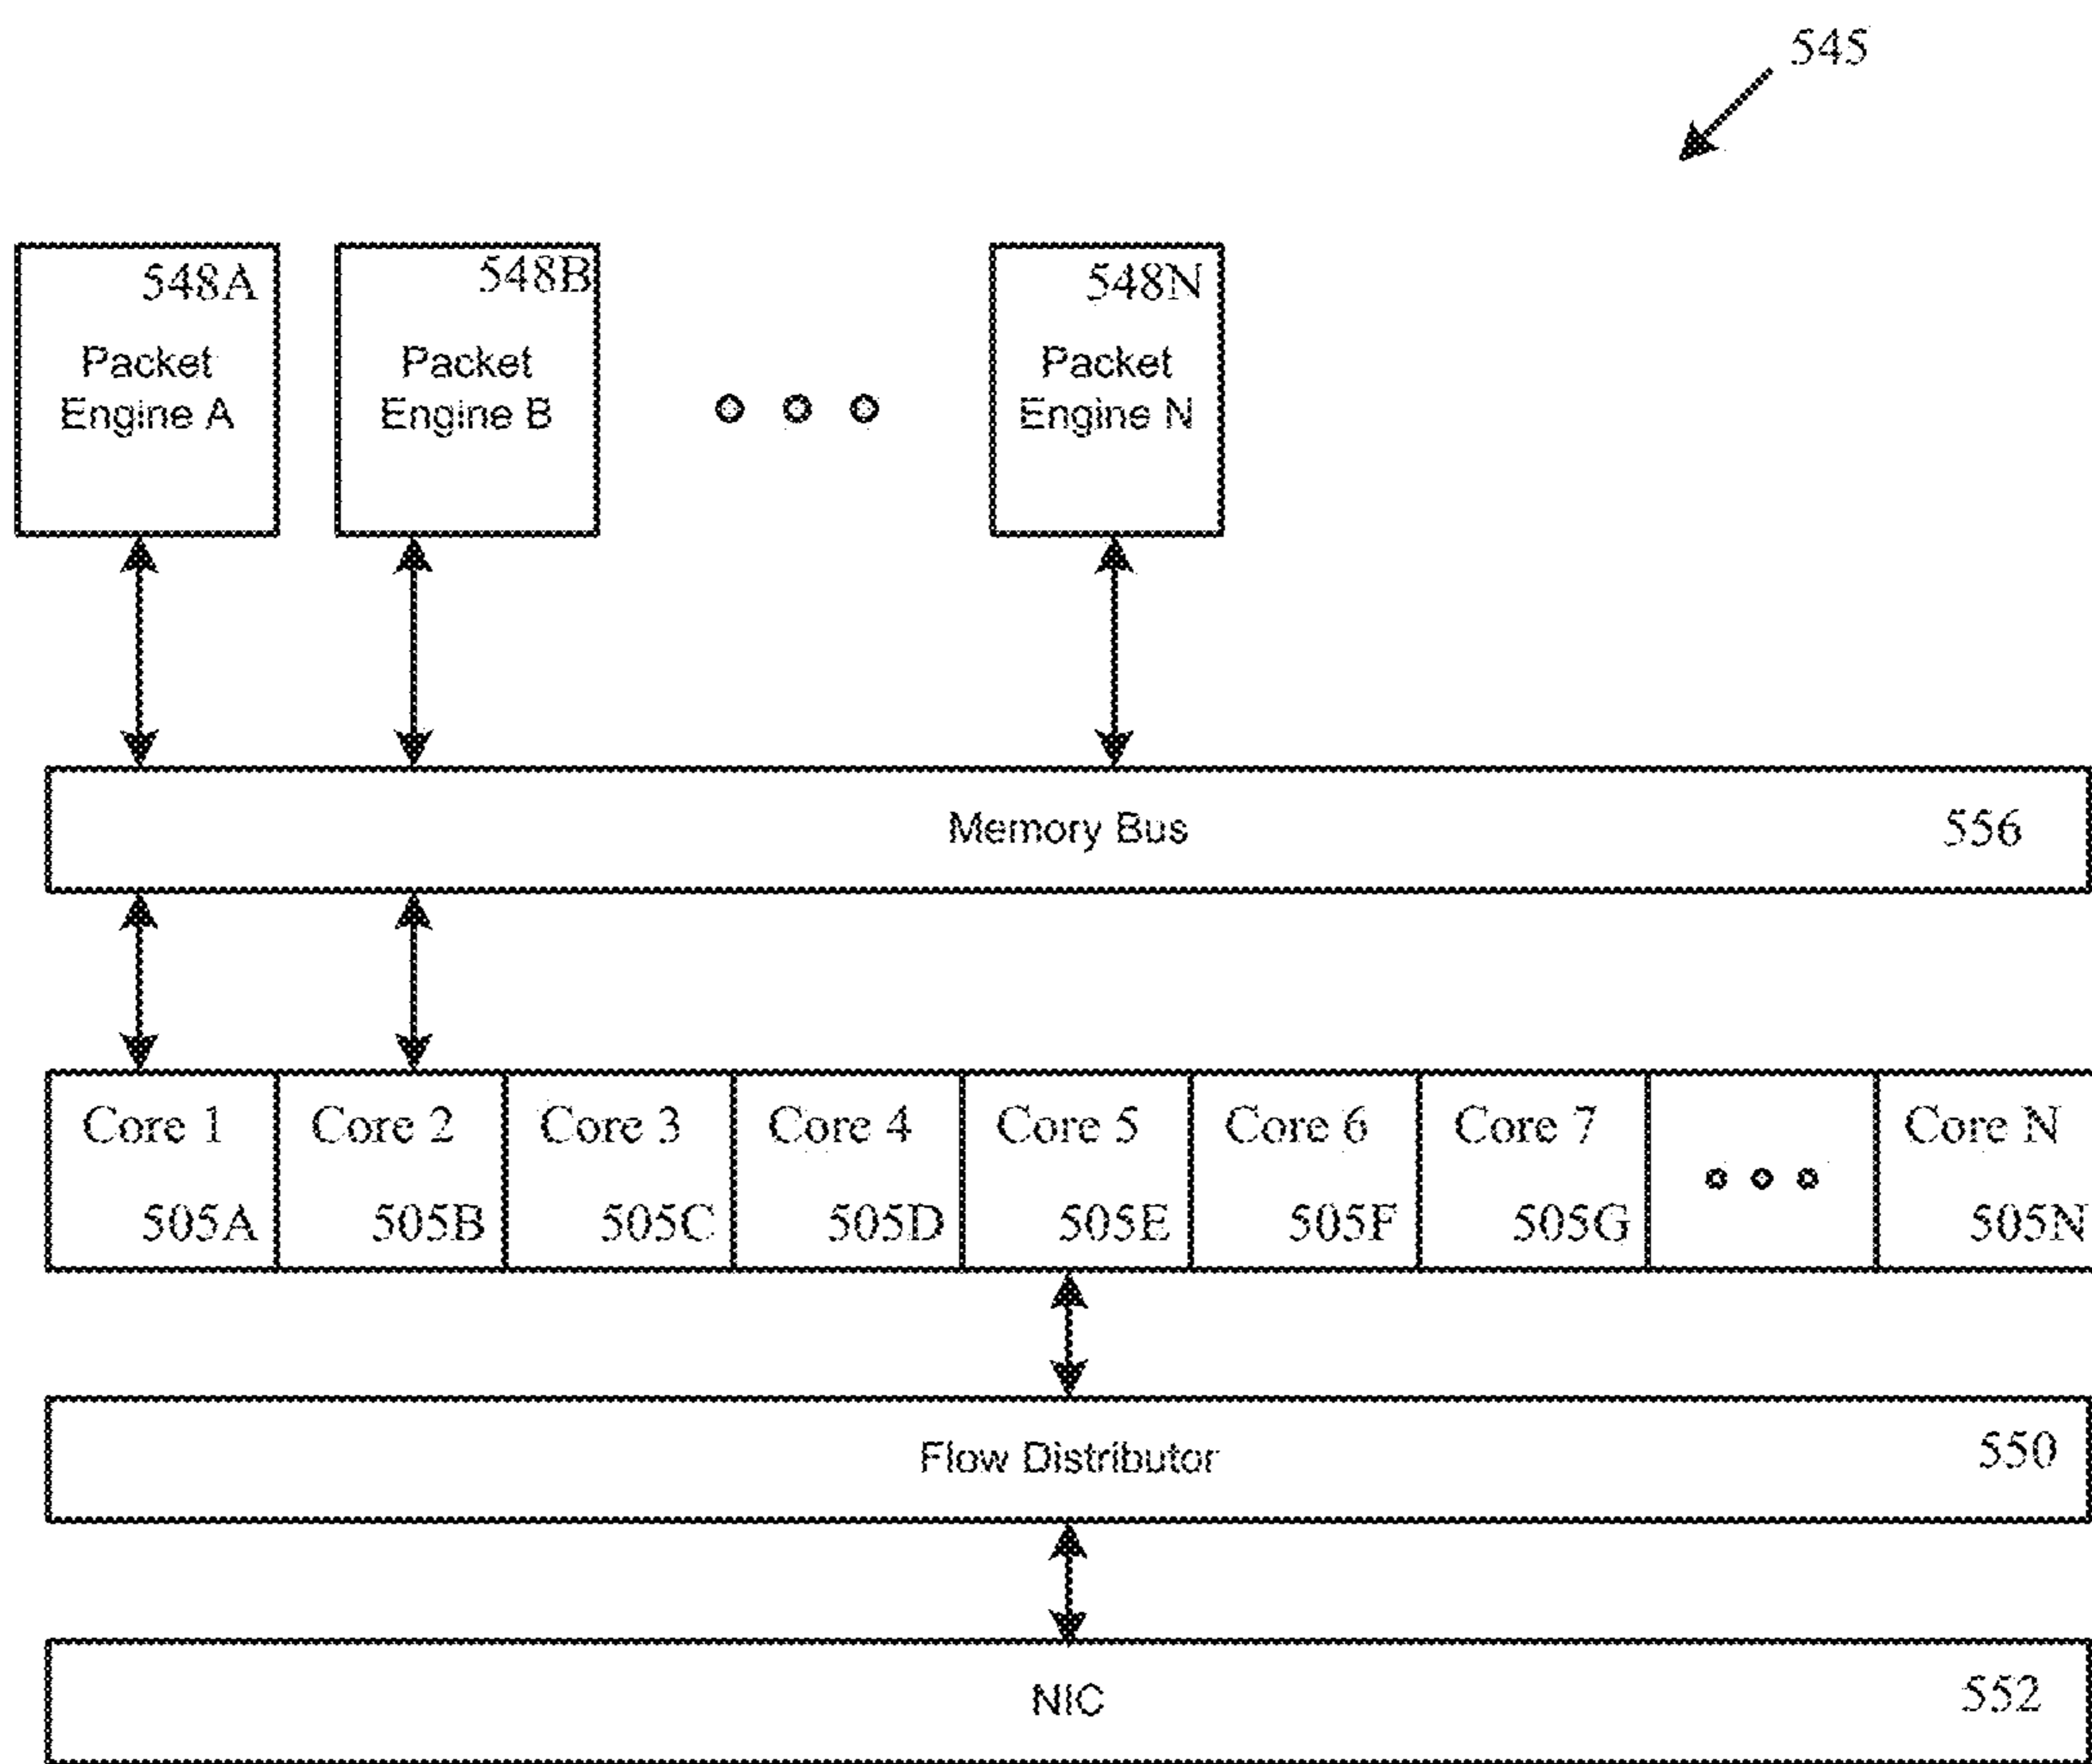 545
548A
Packet
Engine A
548B
Packet
Engine B
548N
Packet
Engine N
Memory Bus
556
Core 1
505A
Core 2
505B
Core 3
505C
Core 4
505D
Core 5
505E
Core 6
505F
Core 7
505G
Core N
505N
Flow Distributor
550
NIC
552